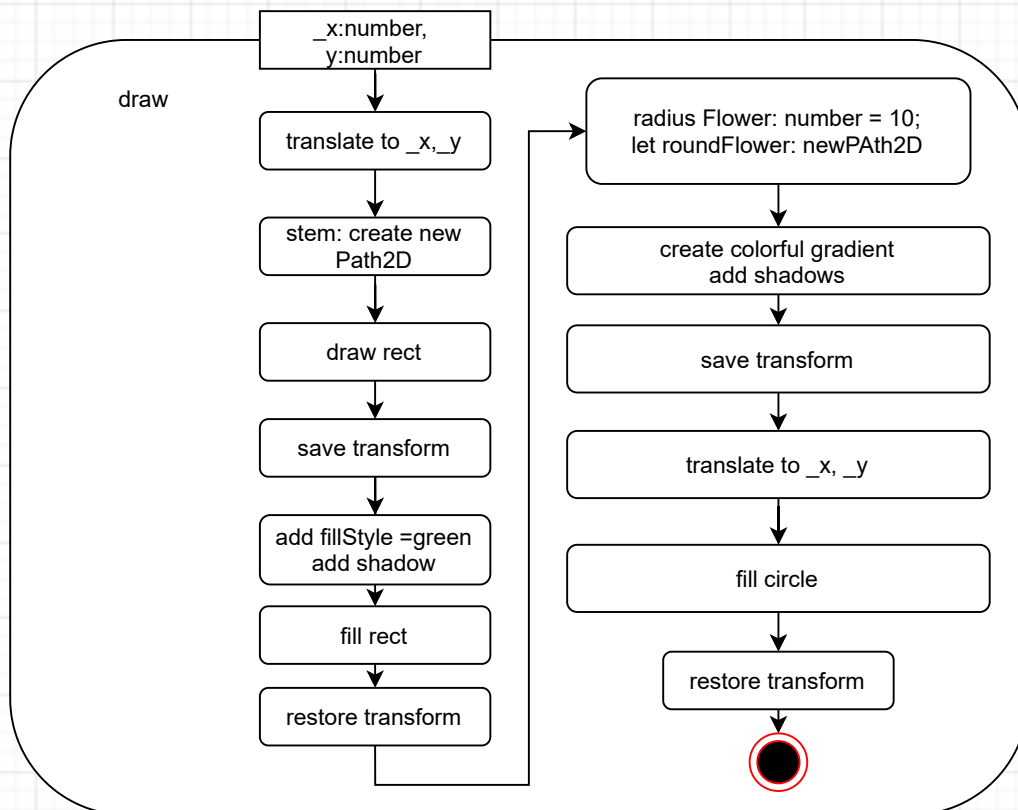 _x:number,
y:number
draw
translate to _x,_y
stem: create new
Path2D
draw rect
save transform
add fillStyle =green
add shadow
fill rect
restore transform
radius Flower: number = 10;
let roundFlower: newPAth2D
create colorful gradient
add shadows
save transform
translate to _x, _y
fill circle
restore transform